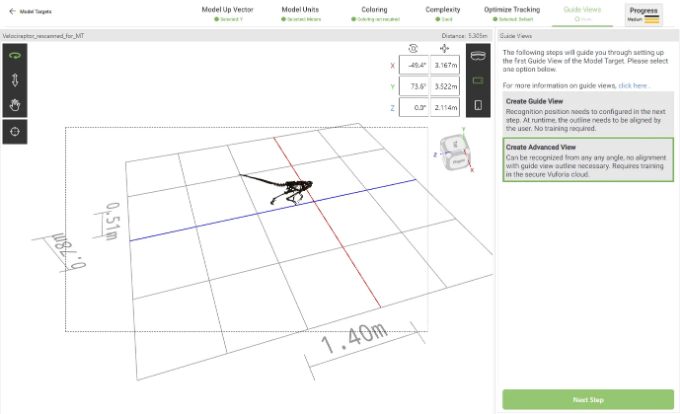 Model Targets
Model Up Vector
Selected: Y
Model Units
Selected: Meters
Coloring
Coloring not required
Complexity
Good
Optimize Tracking
Selected: Default
Guide Views
Progress
Medium
Velociraptor_rescanned_for_MT
Distance: 5.305m
Guide Views
The following steps will guide you through setting up
the first Guide View of the Model Target. Please select
one option below.
For more information on guide views, click here .
Create Guide View
Recognition position needs to configured in the next
step. At runtime, the outline needs to be aligned by
the user. No training required.
Create Advanced View
Can be recognized from any any angle, no alignment
with guide view outline necessary. Requires training
in the secure Vuforia cloud.
X -49.4° 3.167m
Y 73.6° 3.522m
Z 0.0° 2.114m
Y
Z
X
0.51m
0.78m
1.40m
Next Step